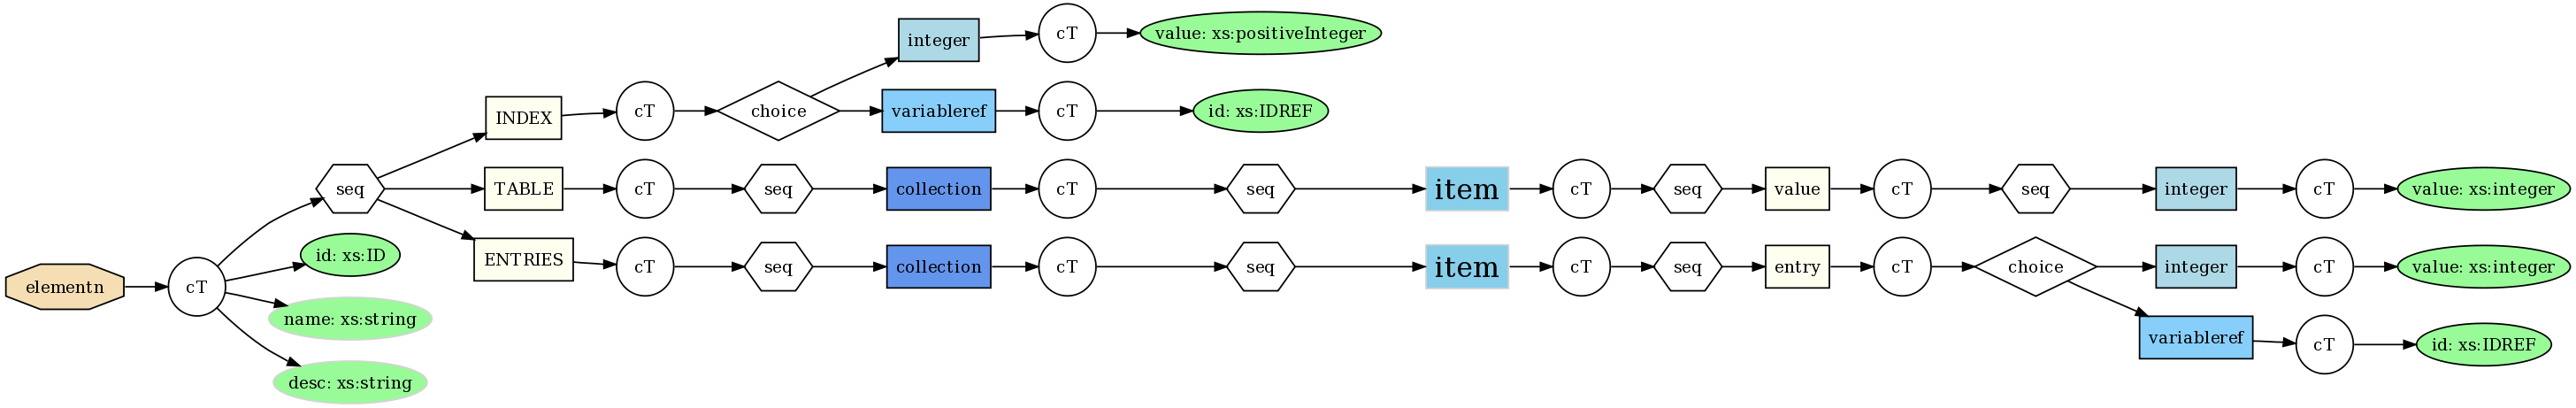 elementn
cT
seq
INDEX
cT
choice
integer
cT
value: xs:positiveInteger
variableref
cT
id: xs:IDREF
TABLE
cT
seq
collection
cT
seq
item
cT
seq
value
cT
seq
integer
cT
value: xs:integer
ENTRIES
cT
seq
collection
cT
seq
item
cT
seq
entry
cT
choice
integer
cT
value: xs:integer
variableref
cT
id: xs:IDREF
id: xs:ID
name: xs:string
desc: xs:string